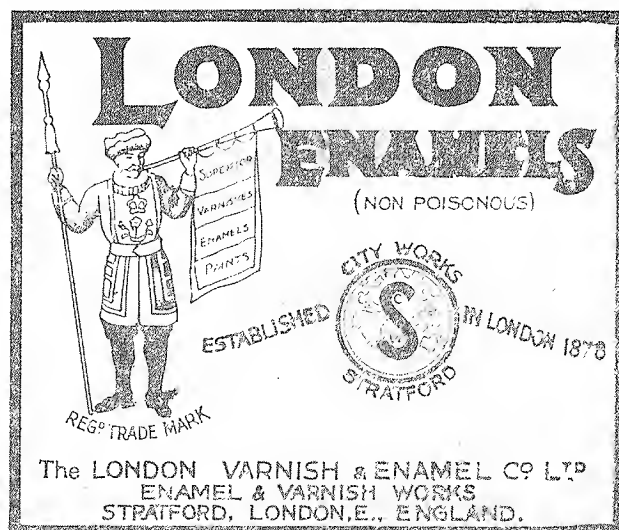 LONDON
ENAMELS
(NON POISONOUS)
SUPERIOR
VARNISHES
ENAMELS
PAINTS
CITY WORKS
ESTABLISHED
S
C
IN LONDON 1878
STRATFORD
REGD. TRADE MARK
The LONDON VARNISH & ENAMEL CO LTD
ENAMEL & VARNISH WORKS
STRATFORD, LONDON, E., ENGLAND.